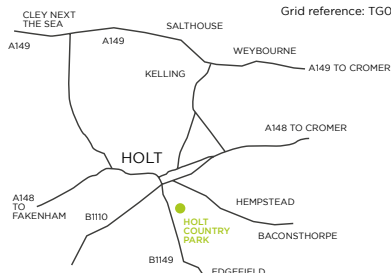 Grid reference: TG0
CLEY NEXT
THE SEA
SALTHOUSE
A149
A149
WEYBOURNE
KELLING
A149 TO CROMER
A148 TO CROMER
HOLT
A148
TO
FAKENHAM
HEMPSTEAD
B1110
HOLT
COUNTRY
PARK
BACONSTHORPE
B1149
EDGEFIELD